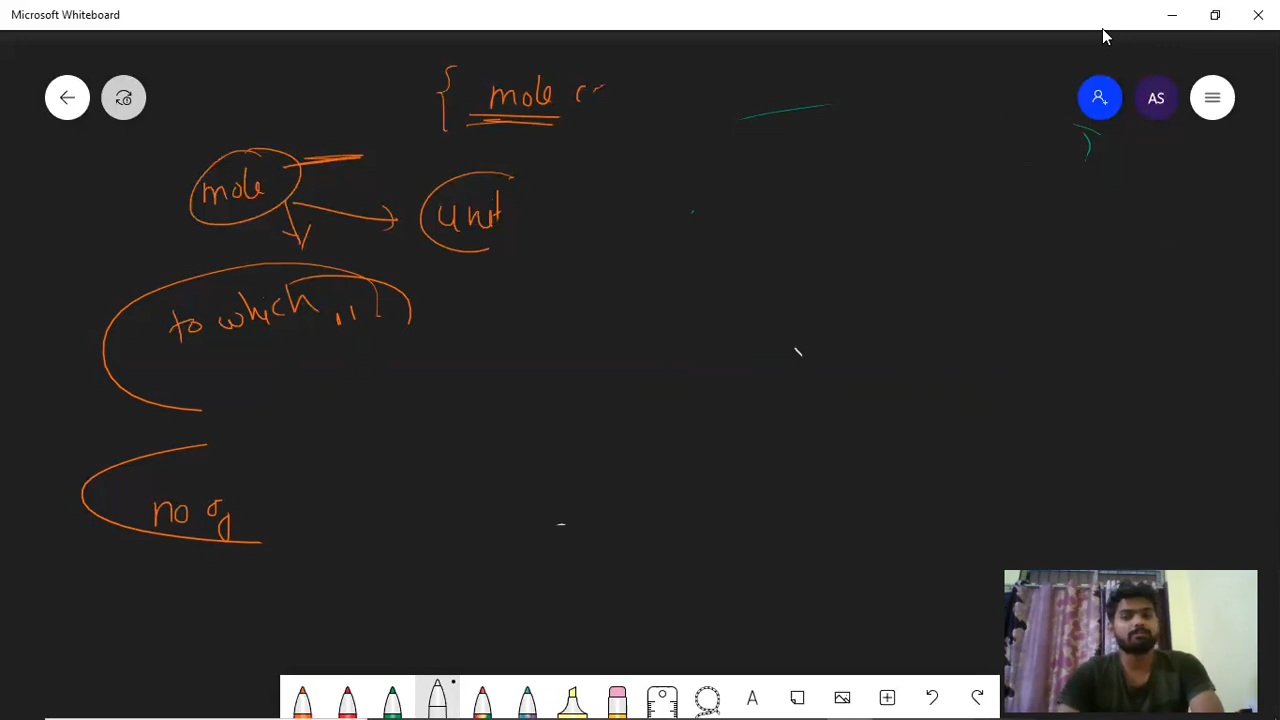 Microsoft Whiteboard
mole
AS
mole
unit
to which
no of
A